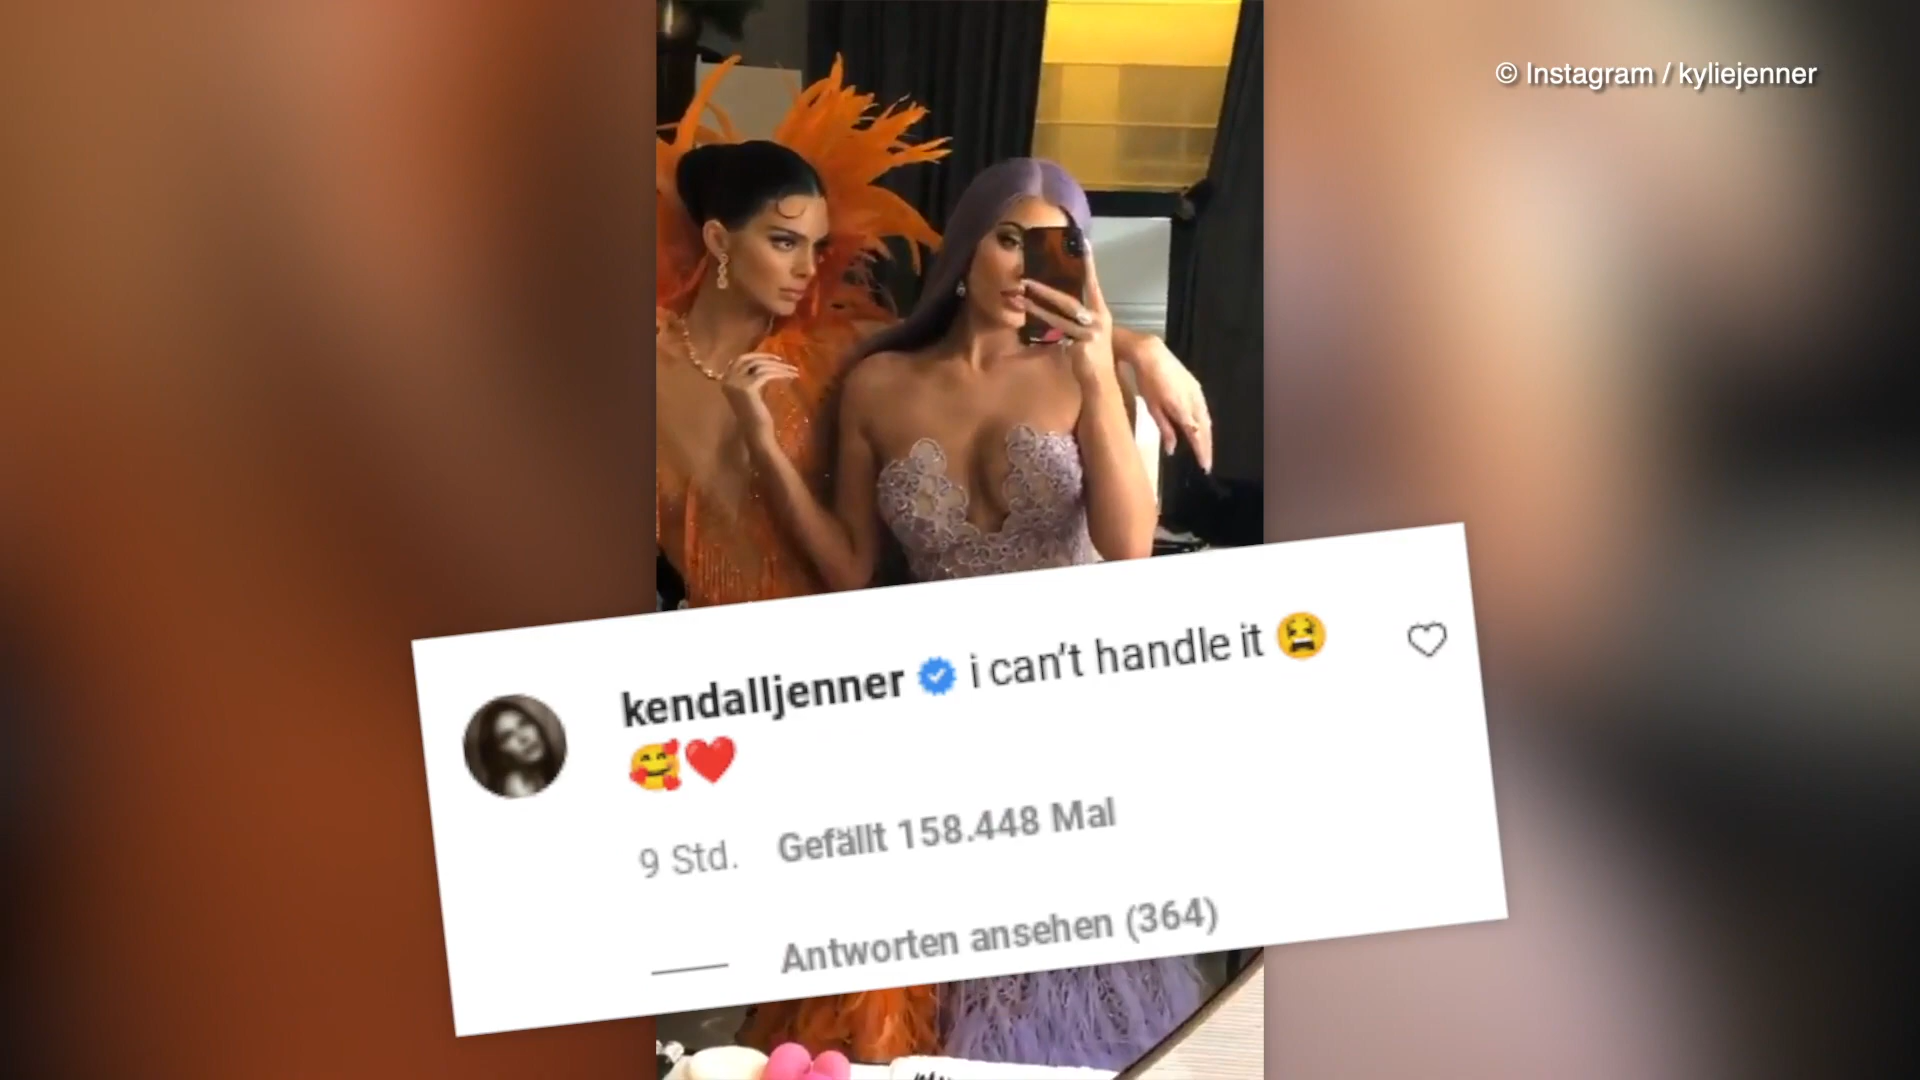 © Instagram / kyliejenner
kendalljenner i can't handle it 😫
🥰❤️
9 Std. Gefällt 158.448 Mal
Antworten ansehen (364)